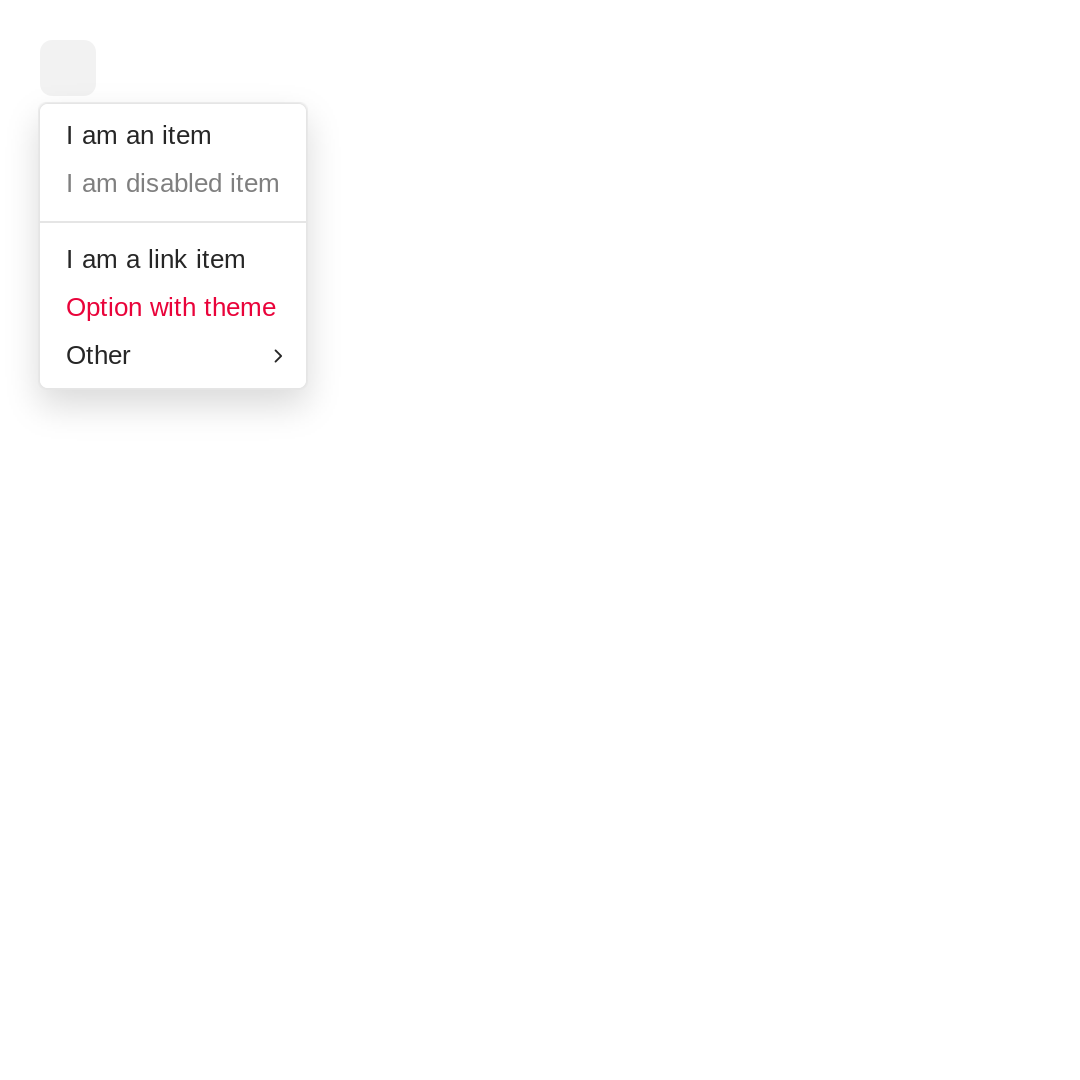 I am an item
I am disabled item
I am a link item
Option with theme
Other